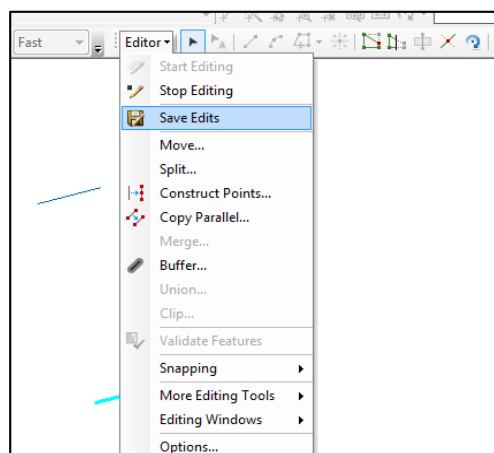 Fast
Editor
Start Editing
Stop Editing
Save Edits
Move...
Split...
Construct Points...
Copy Parallel...
Merge...
Buffer...
Union...
Clip...
Validate Features
Snapping
More Editing Tools
Editing Windows
Options...